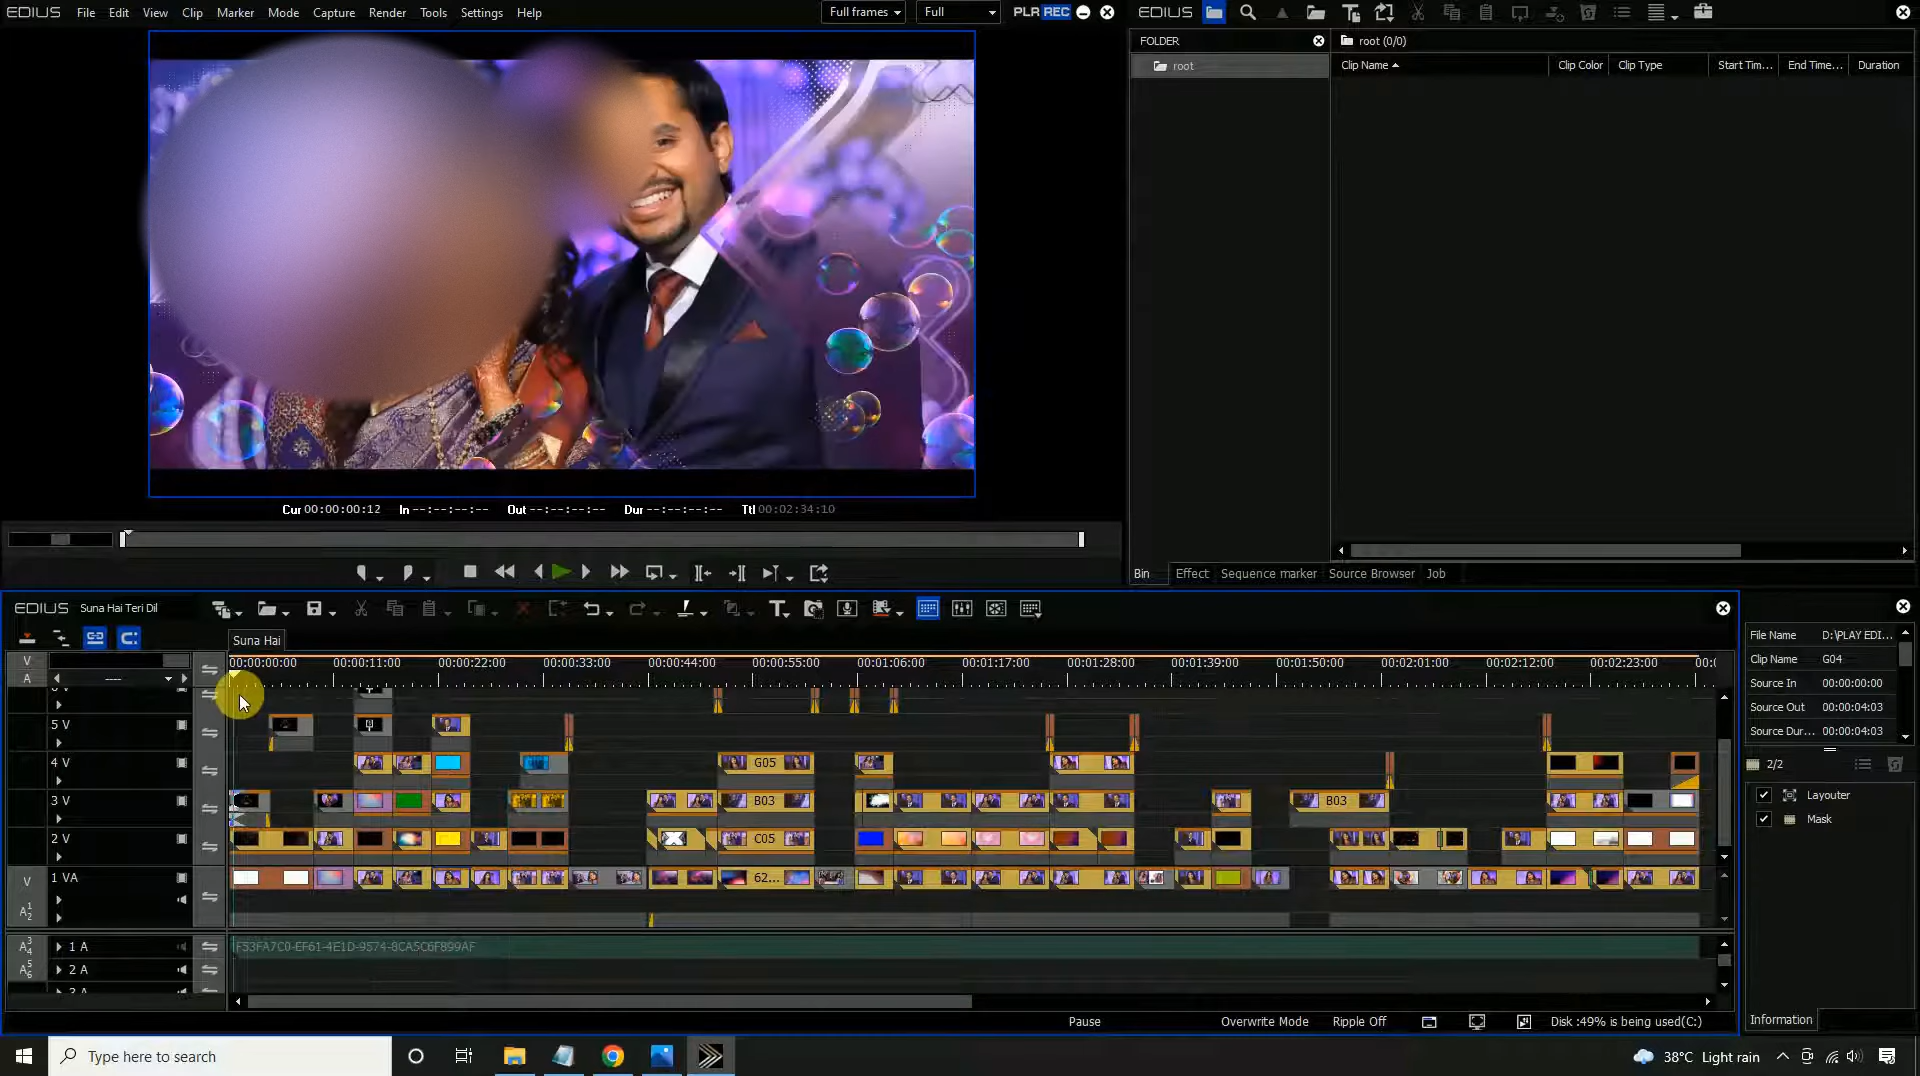 EDIUS File Edit View Clip Marker Mode Capture Render Tools Settings Help Full frames Full PLR REC
EDIUS
FOLDER
root (0/0)
root
Clip Name Clip Color Clip Type Start Tim... End Time... Duration
Cur 00:00:00:12 In --:--:--:-- Out --:--:--:-- Dur --:--:--:-- Ttl 00:02:34:10
Bin Effect Sequence marker Source Browser Job
EDIUS Suna Hai Teri Dil
Suna Hai
V
A
----
00:00:00:00 00:00:11:00 00:00:22:00 00:00:33:00 00:00:44:00 00:00:55:00 00:01:06:00 00:01:17:00 00:01:28:00 00:01:39:00 00:01:50:00 00:02:01:00 00:02:12:00 00:02:23:00
5 V
4 V
G05
3 V
B03
B03
2 V
C05
V
1 VA
62...
A 1 2
A 3 4
1 A
F53FA7C0-EF61-4E1D-9574-8CA5C6F899AF
A 5 6
2 A
Pause
Overwrite Mode
Ripple Off
Disk :49% is being used(C:)
File Name D:\PLAY EDI...
Clip Name G04
Source In 00:00:00:00
Source Out 00:00:04:03
Source Dur... 00:00:04:03
2/2
Layouter
Mask
Information
Type here to search
38°C Light rain